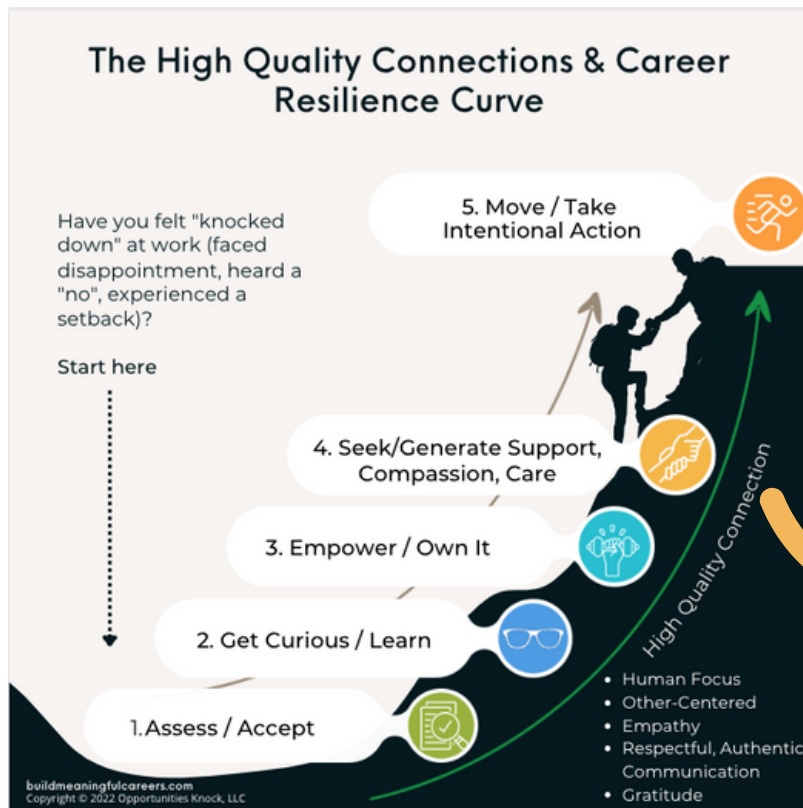 The High Quality Connections & Career
Resilience Curve
Have you felt "knocked
down" at work (faced
disappointment, heard a
"no", experienced a
setback)?
Start here
5. Move / Take
Intentional Action
4. Seek/Generate Support,
Compassion, Care
3. Empower / Own It
2. Get Curious / Learn
1.Assess / Accept
High Quality Connection
• Human Focus
• Other-Centered
• Empathy
• Respectful, Authentic
Communication
• Gratitude
buildmeaningfulcareers.com
Copyright © 2022 Opportunities Knock, LLC